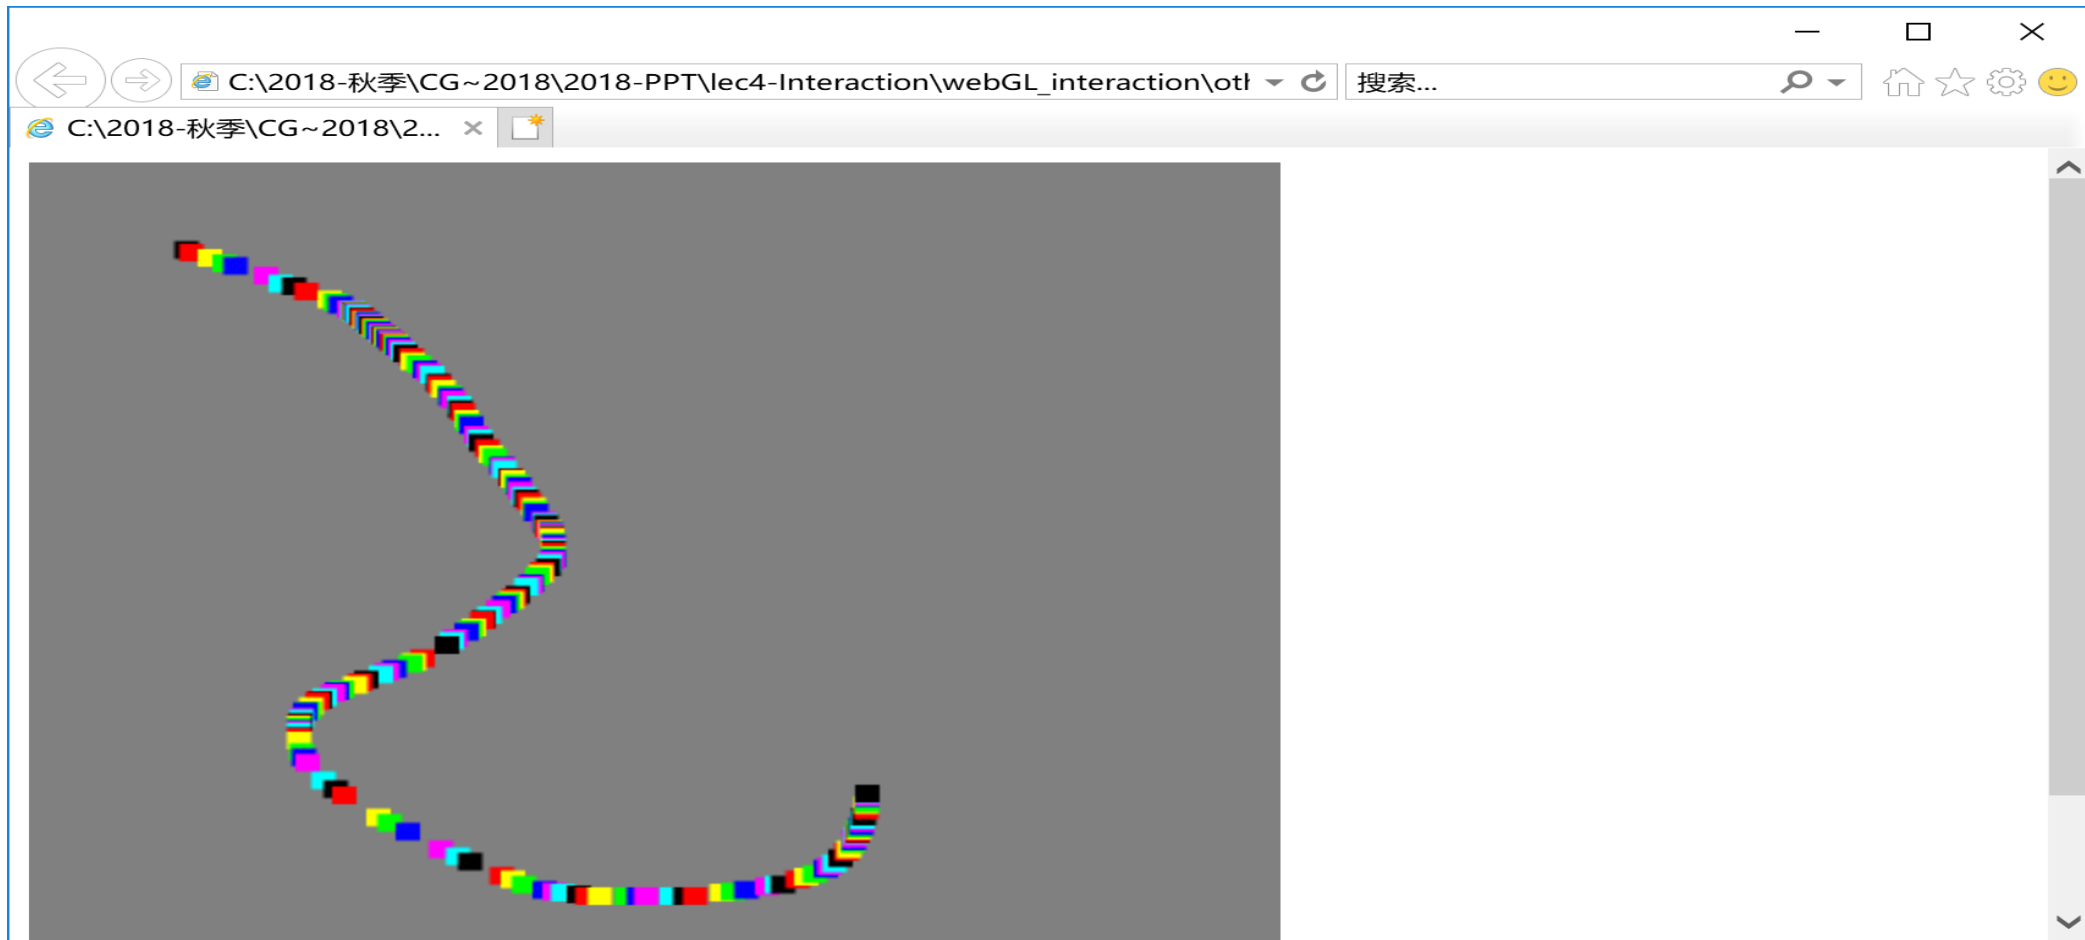 C:\2018-秋季\CG~2018\2018-PPT\lec4-Interaction\webGL_interaction\otl
搜索...
C:\2018-秋季\CG~2018\2...